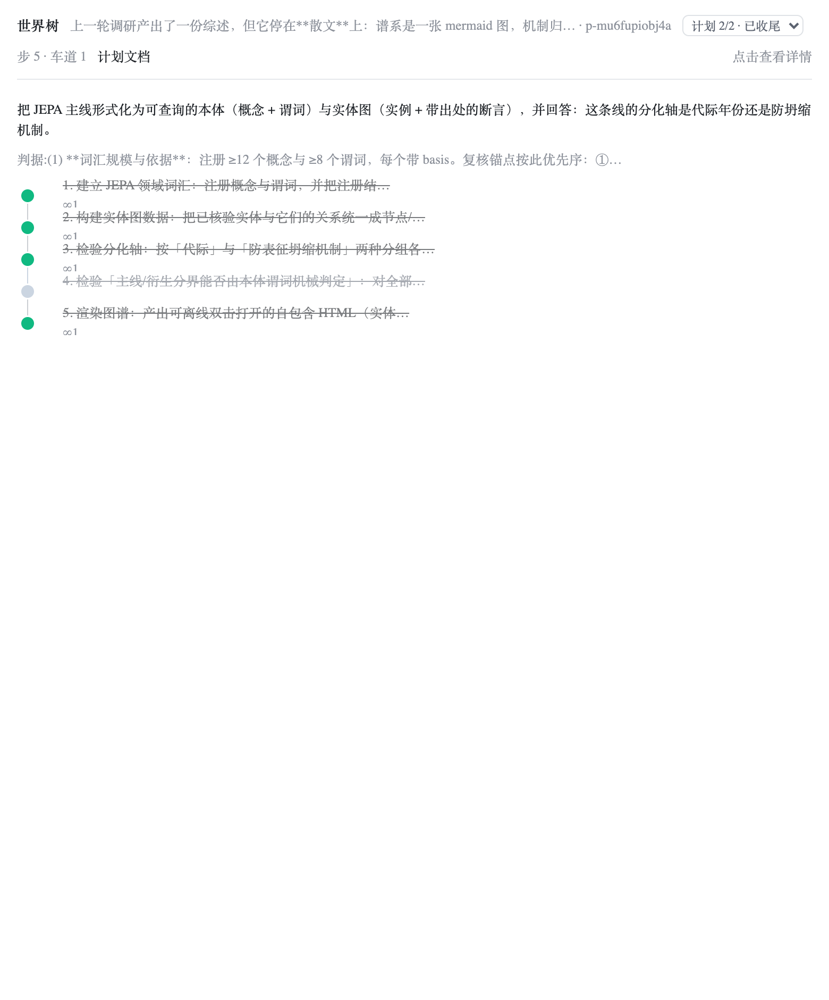 世界树 上一轮调研产出了一份综述，但它停在**散文**上：谱系是一张 mermaid 图，机制归… · p-mu6fupiobj4a 计划 2/2 · 已收尾
步 5 · 车道 1 计划文档 点击查看详情
把 JEPA 主线形式化为可查询的本体（概念 + 谓词）与实体图（实例 + 带出处的断言），并回答：这条线的分化轴是代际年份还是防坍缩
机制。
判据:(1) **词汇规模与依据**：注册 ≥12 个概念与 ≥8 个谓词，每个带 basis。复核锚点按此优先序：①…
1. 建立 JEPA 领域词汇：注册概念与谓词，并把注册结…
∞1
2. 构建实体图数据：把已核验实体与它们的关系统一成节点/…
∞1
3. 检验分化轴：按「代际」与「防表征坍缩机制」两种分组各…
∞1
4. 检验「主线/衍生分界能否由本体谓词机械判定」：对全部…
5. 渲染图谱：产出可离线双击打开的自包含 HTML（实体…
∞1